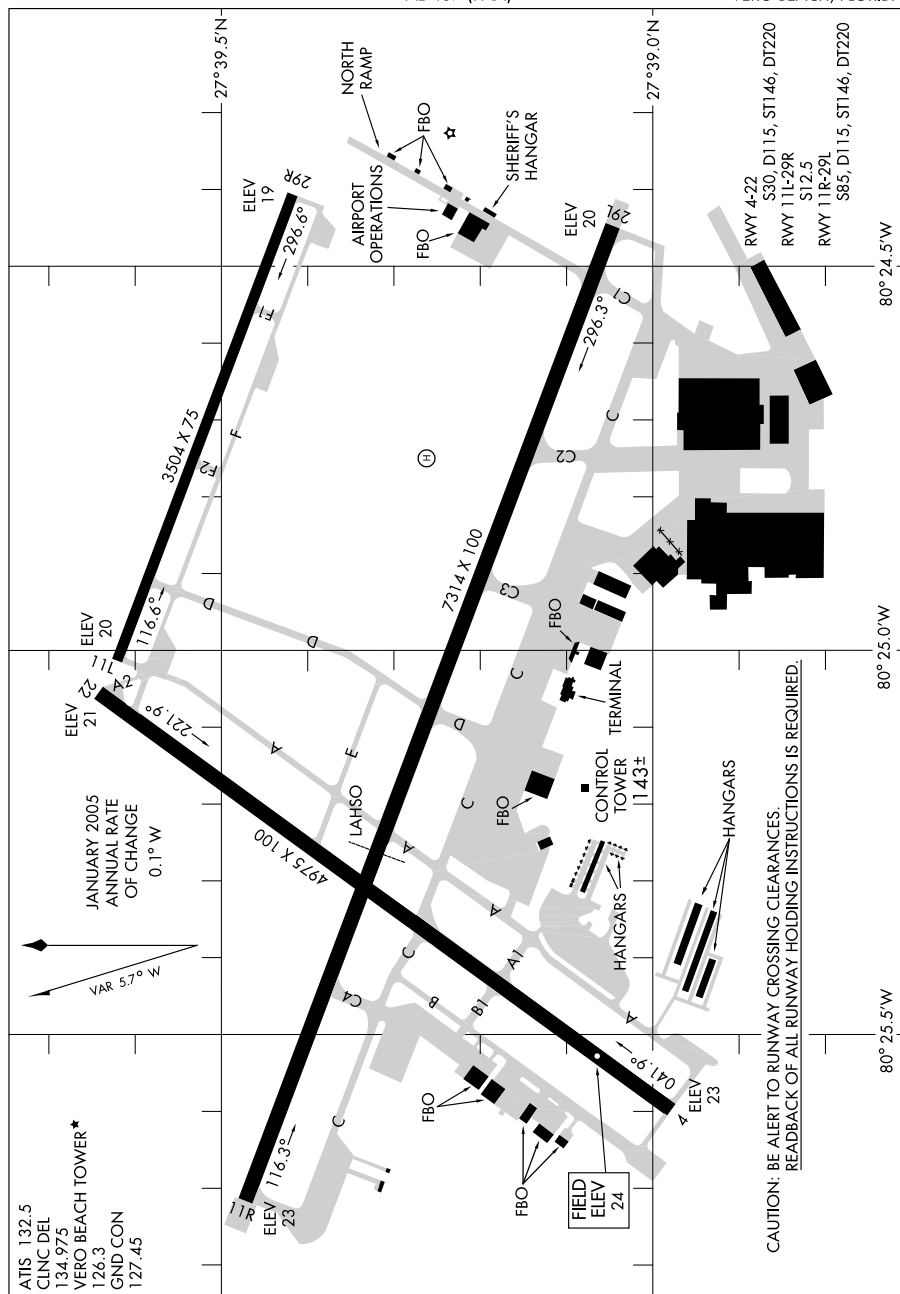 ATIS 132.5
CLNC DEL
134.975
VERO BEACH TOWER★
126.3
GND CON
127.45
JANUARY 2005
ANNUAL RATE
OF CHANGE
0.1° W
VAR 5.7° W
27°39.5'N
27°39.0'N
80°24.5'W
80°25.0'W
80°25.5'W
ELEV
19
29R
296.6°
F1
3504 X 75
F
F2
116.6°
ELEV
20
11L
D
D
D
ELEV
21
22
A2
221.9°
A
E
LAHSO
4975 X 100
A
NORTH
RAMP
FBO
AIRPORT
OPERATIONS
FBO
SHERIFF'S
HANGAR
ELEV
20
29L
296.3°
C1
C
C2
H
7314 X 100
C3
C
C
FBO
TERMINAL
CONTROL
TOWER
143±
FBO
HANGARS
HANGARS
A
A1
A
B1
B
C
C4
C
116.3°
11R
ELEV
23
FBO
FBO
FIELD
ELEV
24
041.9°
4
ELEV
23
RWY 4-22
S30, D115, ST146, DT220
RWY 11L-29R
S12.5
RWY 11R-29L
S85, D115, ST146, DT220
CAUTION: BE ALERT TO RUNWAY CROSSING CLEARANCES.
READBACK OF ALL RUNWAY HOLDING INSTRUCTIONS IS REQUIRED.